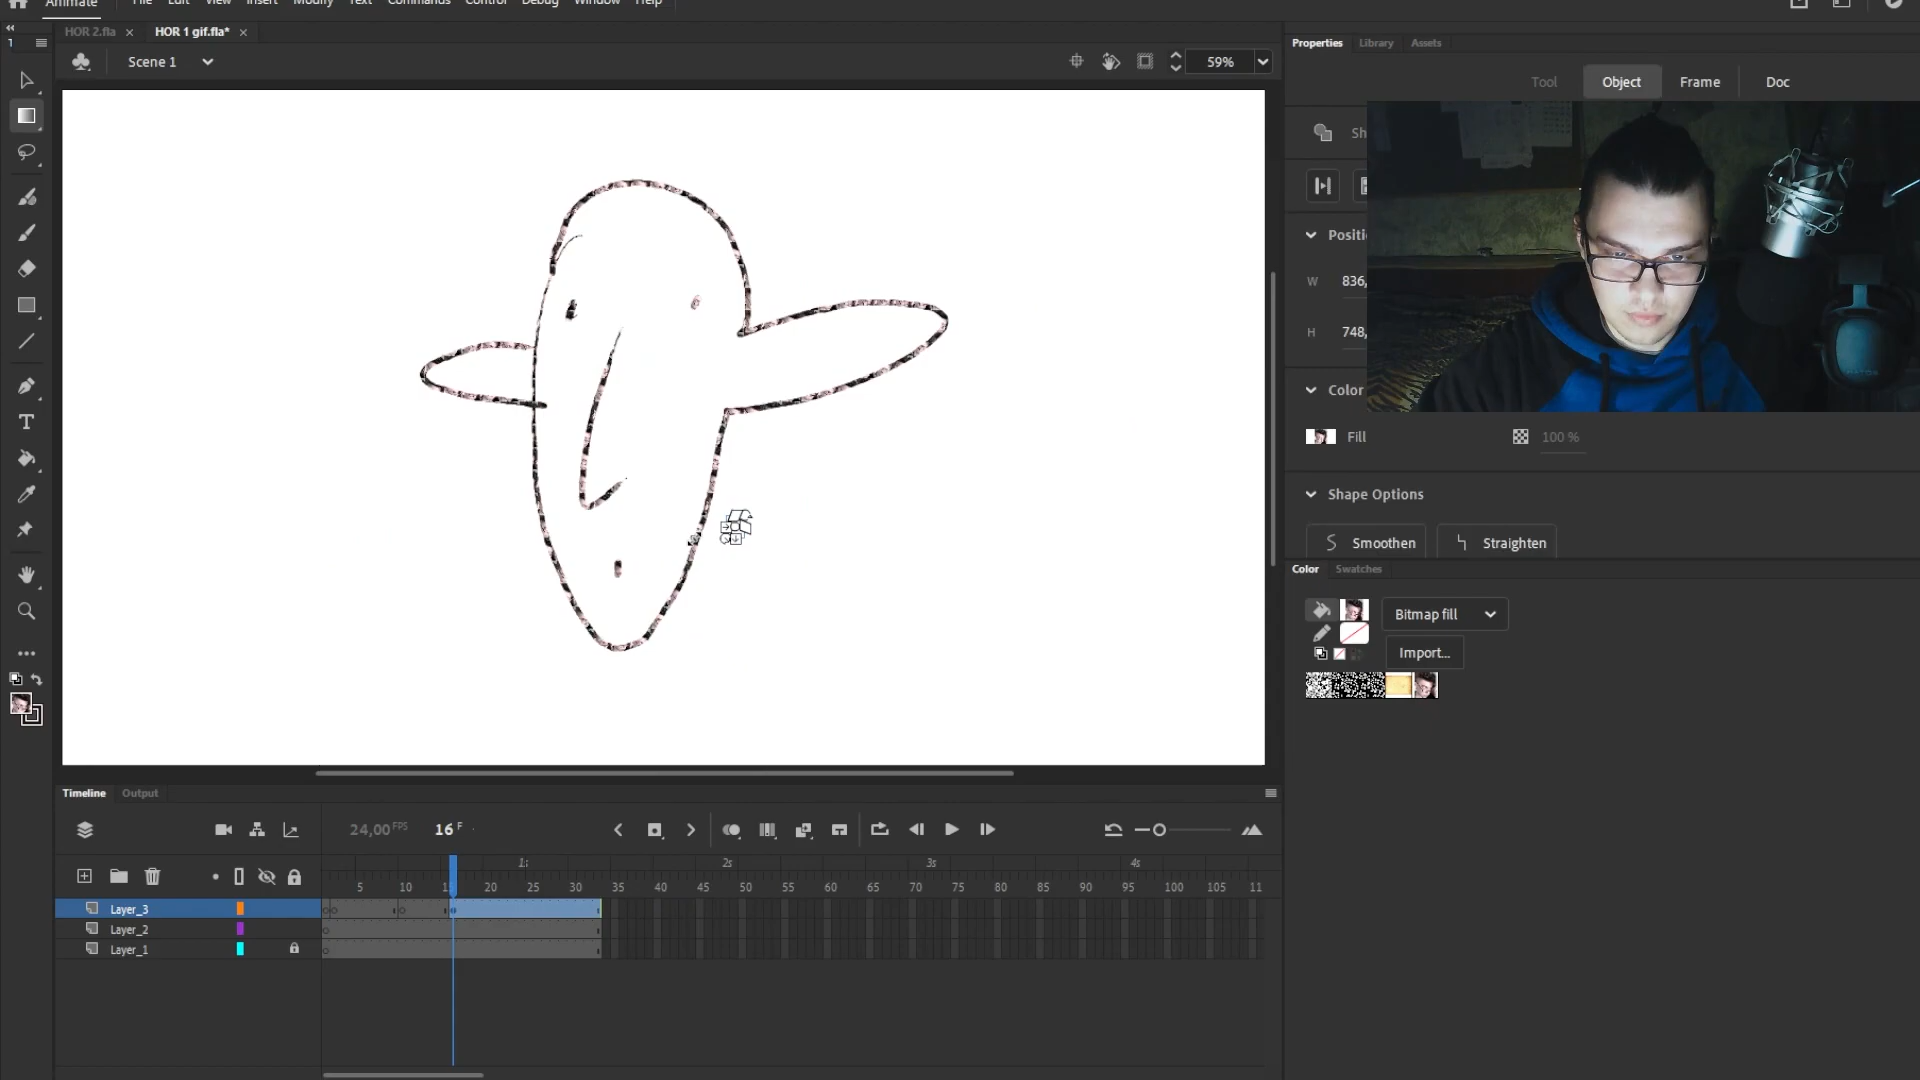 Animate File Edit View Insert Modify Text Commands Control Debug Window Help
HOR 2.fla × HOR 1 gif.fla* ×
Scene 1
59%
Properties Library Assets
Tool Object Frame Doc
Sh
Positi
W 836,
H 748,
Color
Fill 100 %
Shape Options
Smoothen Straighten
Color Swatches
Bitmap fill
Import...
T
Timeline Output
24,00 FPS 16 F
1s 2s 3s 4s
5 10 15 20 25 30 35 40 45 50 55 60 65 70 75 80 85 90 95 100 105 11
Layer_3
Layer_2
Layer_1